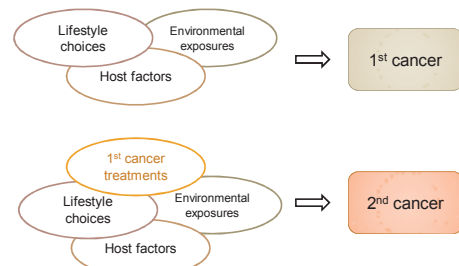 Lifestyle
choices
Environmental
exposures
Host factors
1st cancer
1st cancer
treatments
Lifestyle
choices
Environmental
exposures
Host factors
2nd cancer